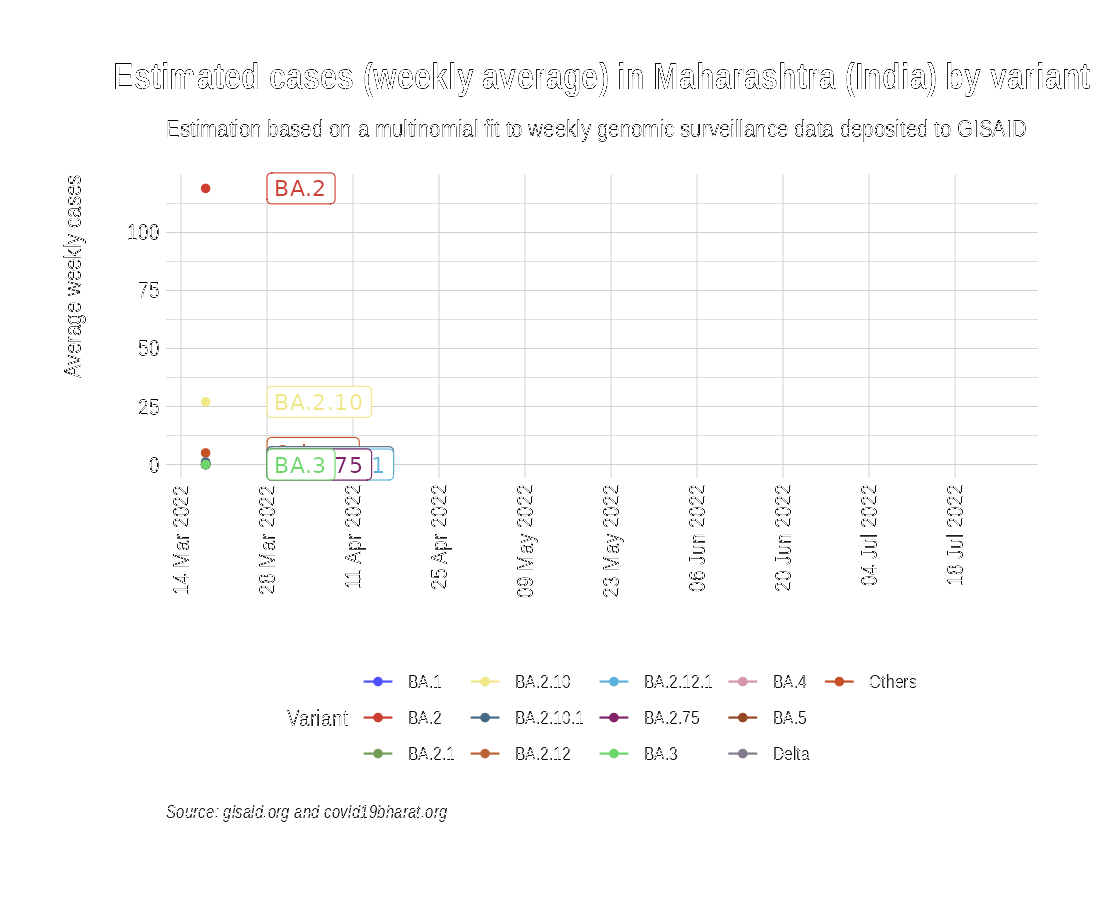 Estimated cases (weekly average) in Maharashtra (India) by variant
Estimation based on a multinomial fit to weekly genomic surveillance data deposited to GISAID
Average weekly cases
100
75
50
25
0
BA.2
BA.2.10
BA.3
75
1
14 Mar 2022
28 Mar 2022
11 Apr 2022
25 Apr 2022
09 May 2022
23 May 2022
06 Jun 2022
20 Jun 2022
04 Jul 2022
18 Jul 2022
Variant
BA.1 BA.2.10 BA.2.12.1 BA.4 Others
BA.2 BA.2.10.1 BA.2.75 BA.5
BA.2.1 BA.2.12 BA.3 Delta
Source: gisaid.org and covid19bharat.org